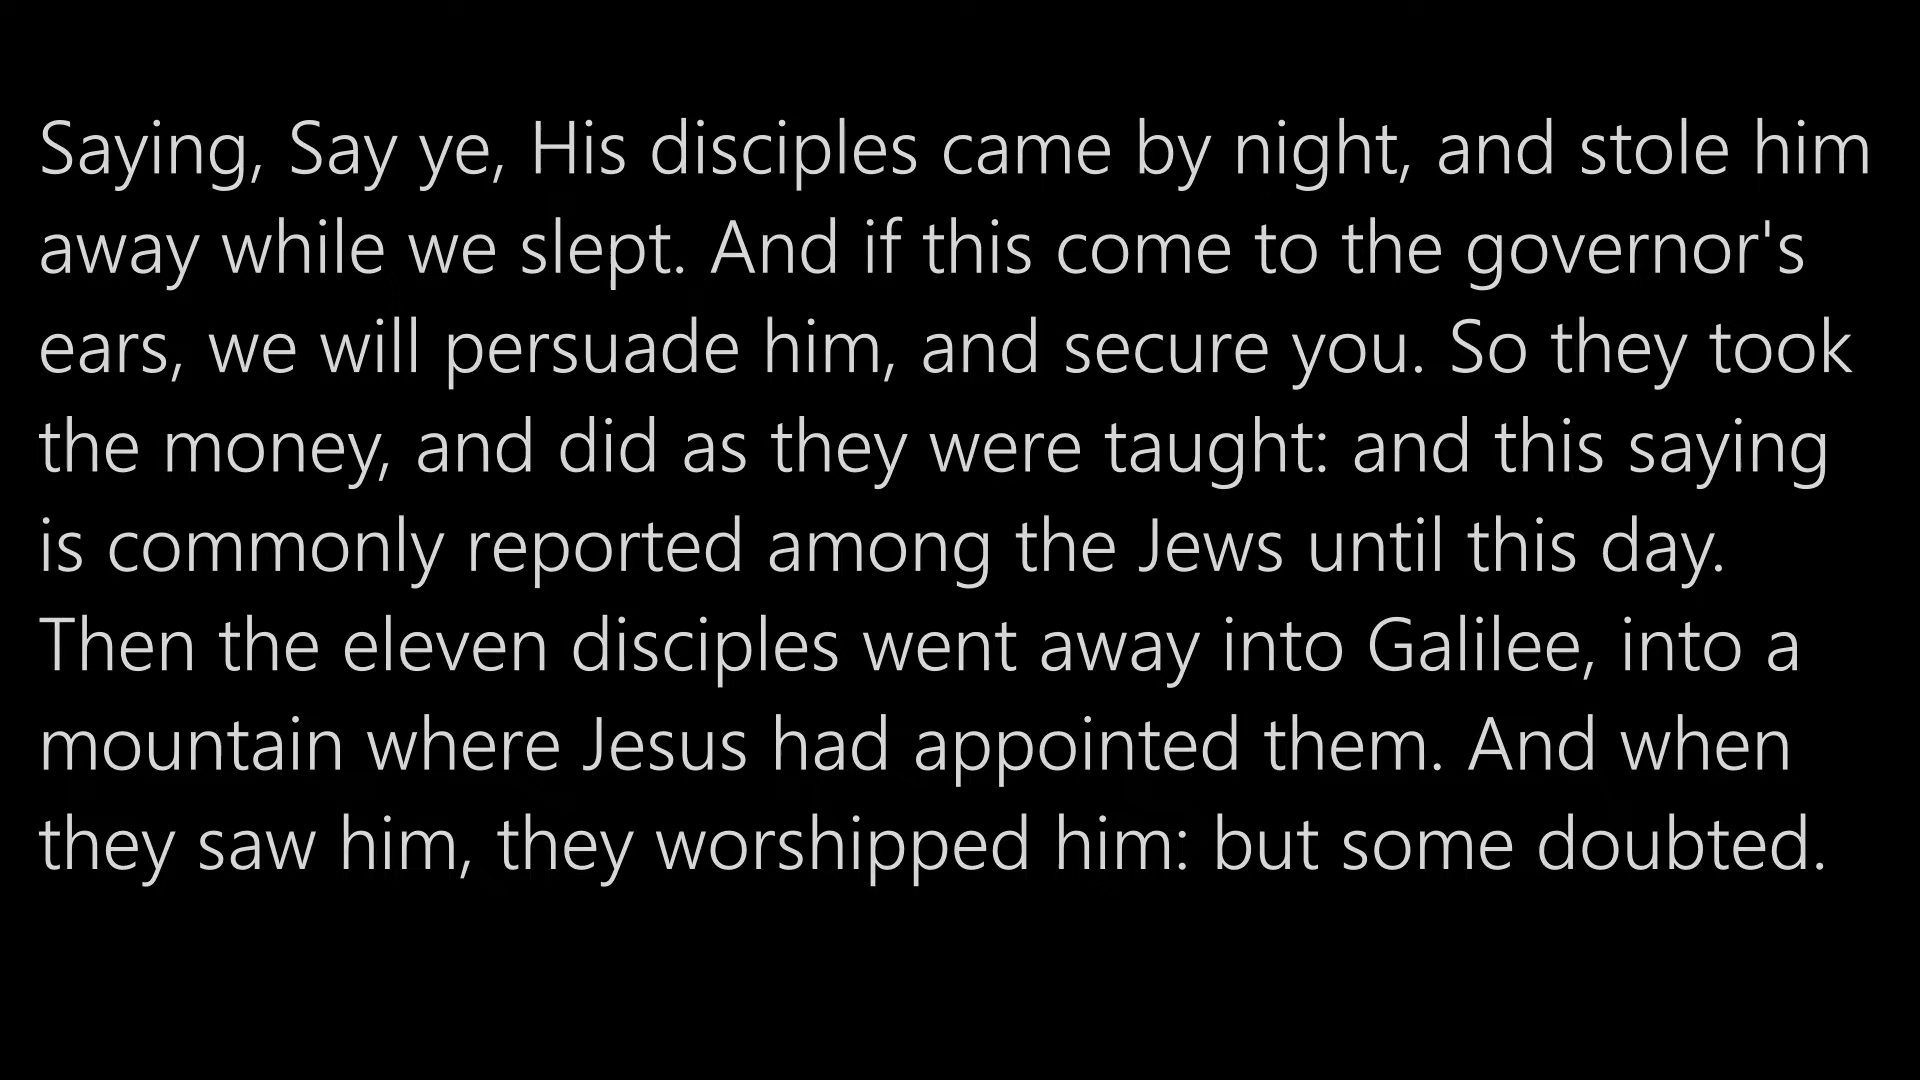 Saying, Say ye, His disciples came by night, and stole him
away while we slept. And if this come to the governor's
ears, we will persuade him, and secure you. So they took
the money, and did as they were taught: and this saying
is commonly reported among the Jews until this day.
Then the eleven disciples went away into Galilee, into a
mountain where Jesus had appointed them. And when
they saw him, they worshipped him: but some doubted.